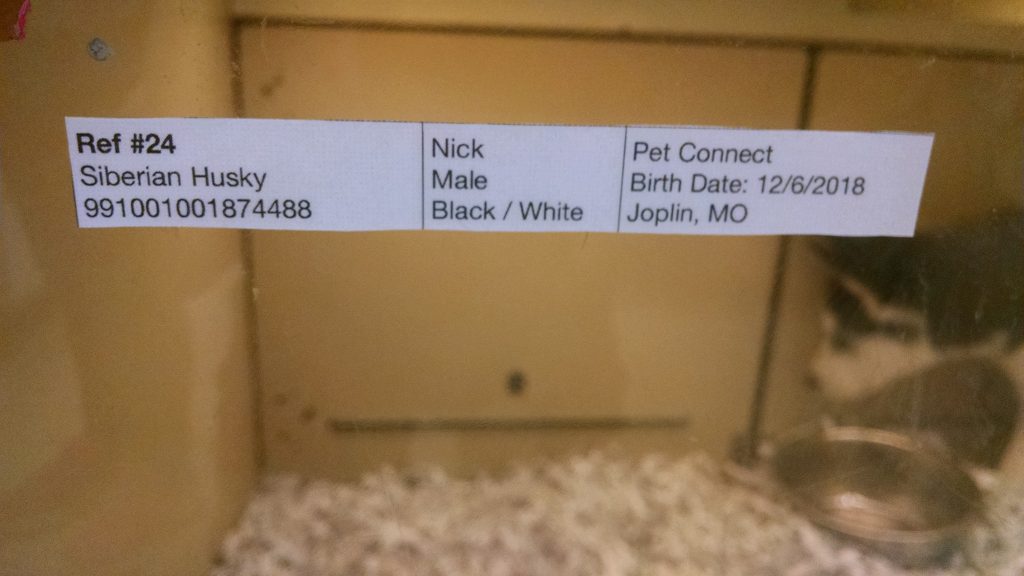 Ref #24
Siberian Husky
991001001874488
Nick
Male
Black / White
Pet Connect
Birth Date: 12/6/2018
Joplin, MO